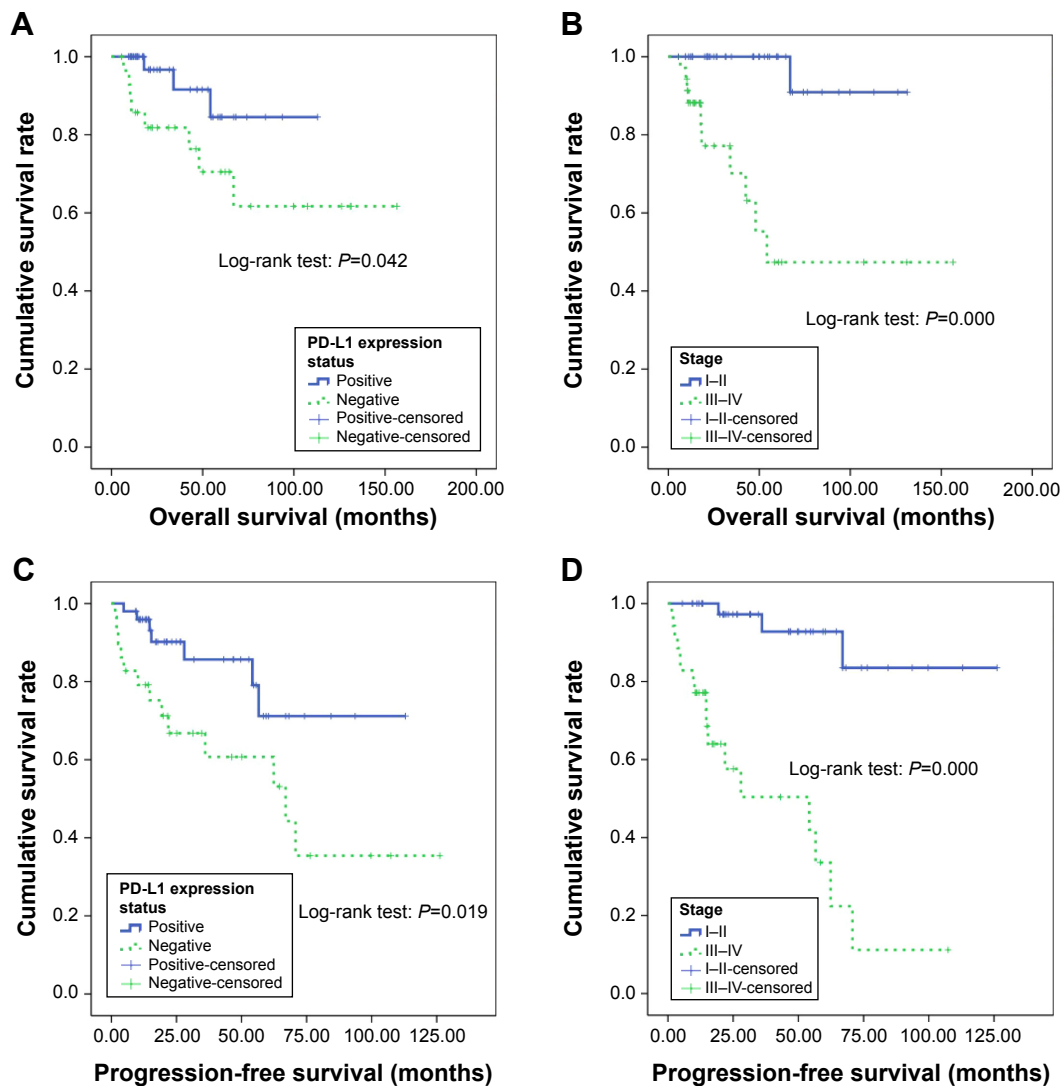 A
Cumulative survival rate
1.0
0.8
0.6
0.4
0.2
0.0
Log-rank test: P=0.042
PD-L1 expression
status
Positive
Negative
Positive-censored
Negative-censored
0.00 50.00 100.00 150.00 200.00
Overall survival (months)
B
Cumulative survival rate
1.0
0.8
0.6
0.4
0.2
0.0
Log-rank test: P=0.000
Stage
I–II
III–IV
I–II-censored
III–IV-censored
0.00 50.00 100.00 150.00 200.00
Overall survival (months)
C
Cumulative survival rate
1.0
0.8
0.6
0.4
0.2
0.0
PD-L1 expression
status
Positive
Negative
Positive-censored
Negative-censored
Log-rank test: P=0.019
0.00 25.00 50.00 75.00 100.00 125.00
Progression-free survival (months)
D
Cumulative survival rate
1.0
0.8
0.6
0.4
0.2
0.0
Log-rank test: P=0.000
Stage
I–II
III–IV
I–II-censored
III–IV-censored
0.00 25.00 50.00 75.00 100.00 125.00
Progression-free survival (months)